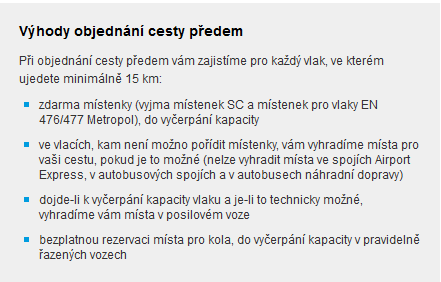 Výhody objednání cesty předem
Při objednání cesty předem vám zajistíme pro každý vlak, ve kterém
ujedete minimálně 15 km:
zdarma místenky (vyjma místenek SC a místenek pro vlaky EN
476/477 Metropol), do vyčerpání kapacity
ve vlacích, kam není možno pořídit místenky, vám vyhradíme místa pro
vaši cestu, pokud je to možné (nelze vyhradit místa ve spojích Airport
Express, v autobusových spojích a v autobusech náhradní dopravy)
dojde-li k vyčerpání kapacity vlaku a je-li to technicky možné,
vyhradíme vám místa v posilovém voze
bezplatnou rezervaci místa pro kola, do vyčerpání kapacity v pravidelně
řazených vozech